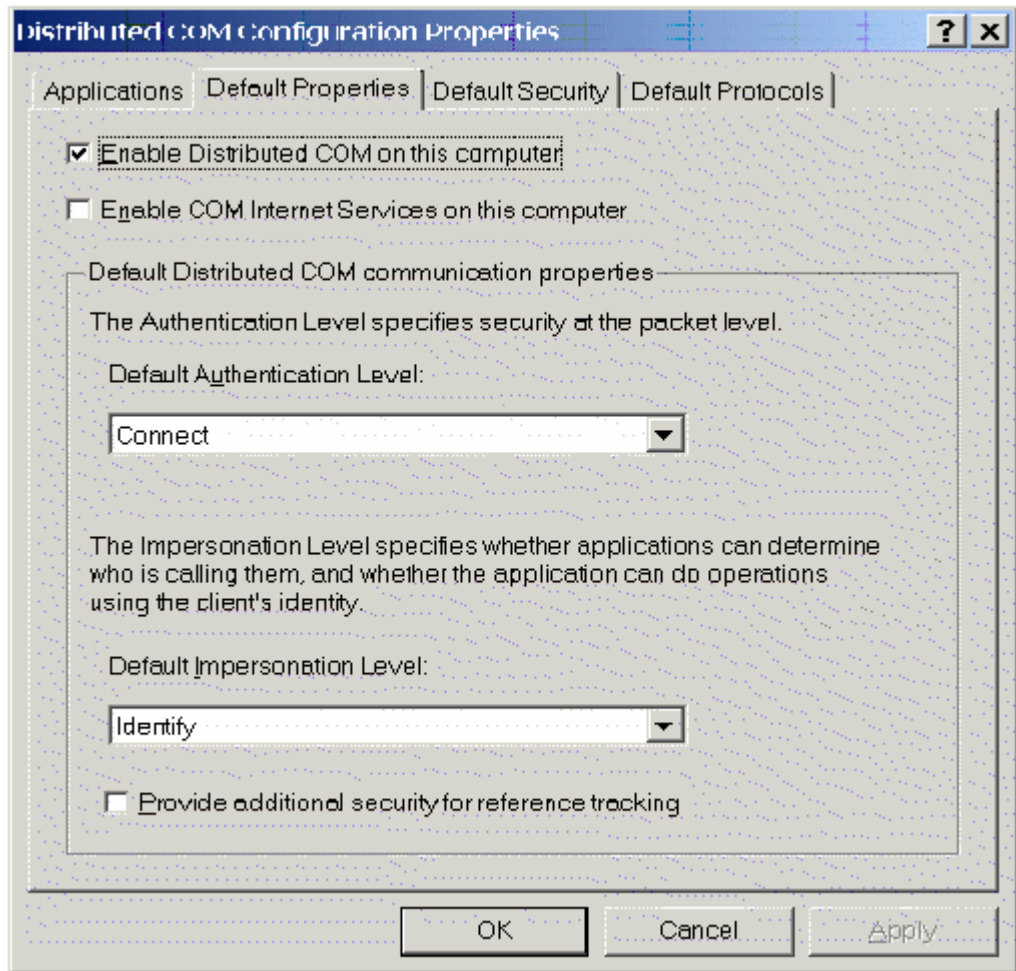 Distributed COM Configuration Properties
Applications Default Properties Default Security Default Protocols
Enable Distributed COM on this computer
Enable COM Internet Services on this computer
Default Distributed COM communication properties
The Authentication Level specifies security at the packet level.
Default Authentication Level:
Connect
The Impersonation Level specifies whether applications can determine
who is calling them, and whether the application can do operations
using the client's identity.
Default Impersonation Level:
Identify
Provide additional security for reference tracking
OK Cancel Apply